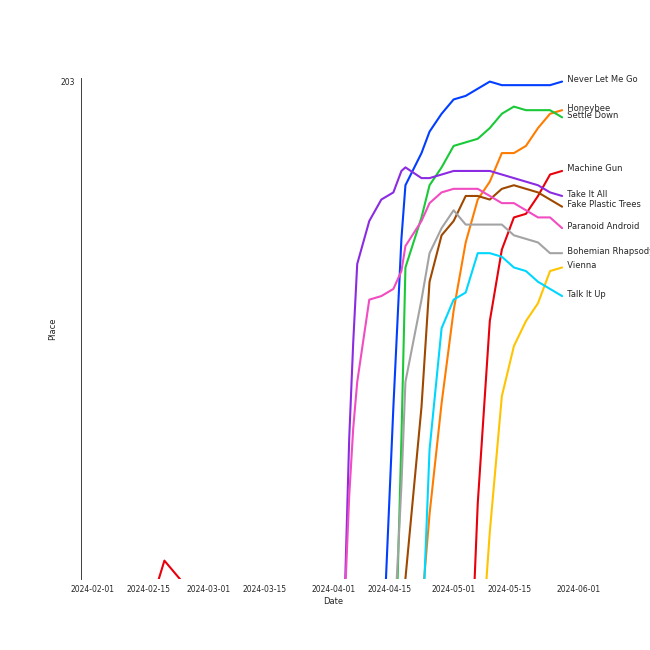 203
Never Let Me Go
Honeybee
Settle Down
Machine Gun
Take It All
Fake Plastic Trees
Paranoid Android
Bohemian Rhapsod
Vienna
Talk It Up
Place
2024-02-01 2024-02-15 2024-03-01 2024-03-15 2024-04-01 2024-04-15 2024-05-01 2024-05-15 2024-06-01
Date